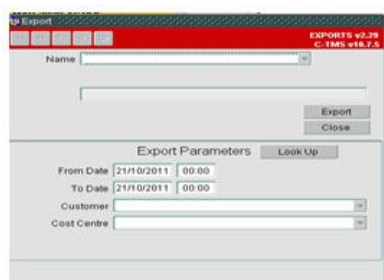 Export
EXPORTS v2.29
C-TMS v10.7.5
Name
Export
Close
Export Parameters Look Up
From Date 21/10/2011 00:00
To Date 21/10/2011 00:00
Customer
Cost Centre